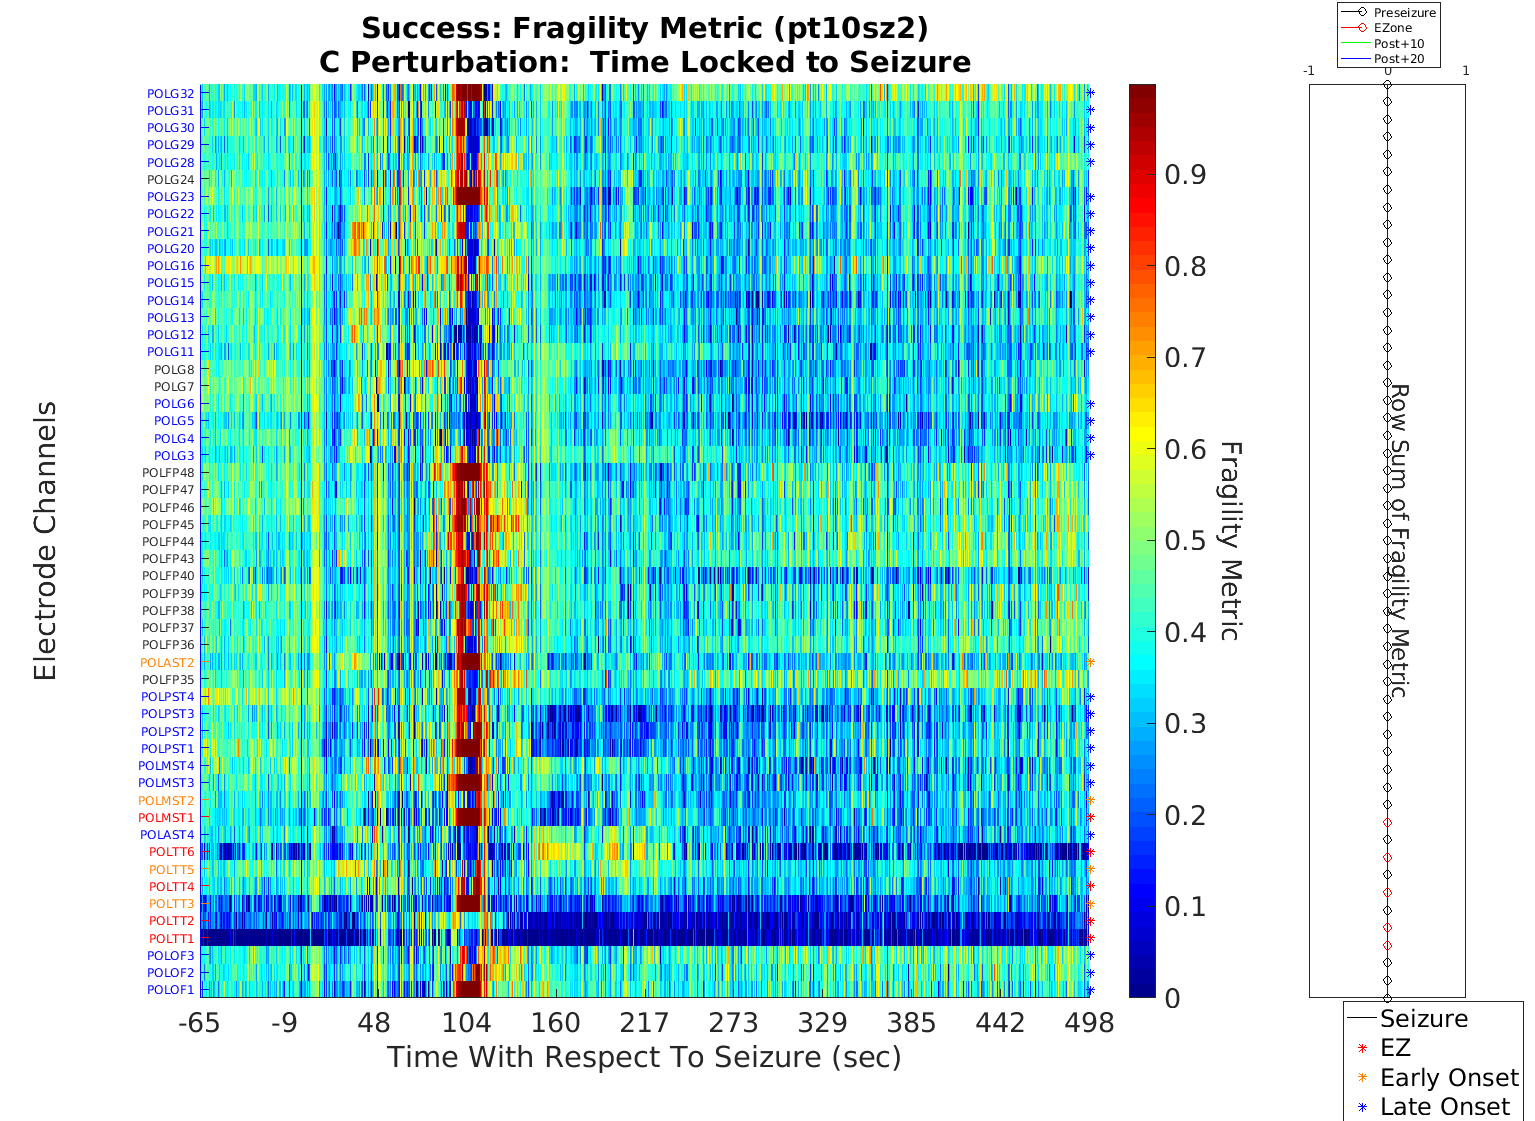 Success: Fragility Metric (pt10sz2)
C Perturbation:  Time Locked to Seizure
Electrode Channels
POLG32
POLG31
POLG30
POLG29
POLG28
POLG24
POLG23
POLG22
POLG21
POLG20
POLG16
POLG15
POLG14
POLG13
POLG12
POLG11
POLG8
POLG7
POLG6
POLG5
POLG4
POLG3
POLFP48
POLFP47
POLFP46
POLFP45
POLFP44
POLFP43
POLFP40
POLFP39
POLFP38
POLFP37
POLFP36
POLAST2
POLFP35
POLPST4
POLPST3
POLPST2
POLPST1
POLMST4
POLMST3
POLMST2
POLMST1
POLAST4
POLTT6
POLTT5
POLTT4
POLTT3
POLTT2
POLTT1
POLOF3
POLOF2
POLOF1
-65 -9 48 104 160 217 273 329 385 442 498
Time With Respect To Seizure (sec)
0.9
0.8
0.7
0.6
0.5
0.4
0.3
0.2
0.1
0
Fragility Metric
Preseizure
EZone
Post+10
Post+20
-1 0 1
Row Sum of Fragility Metric
Seizure
EZ
Early Onset
Late Onset